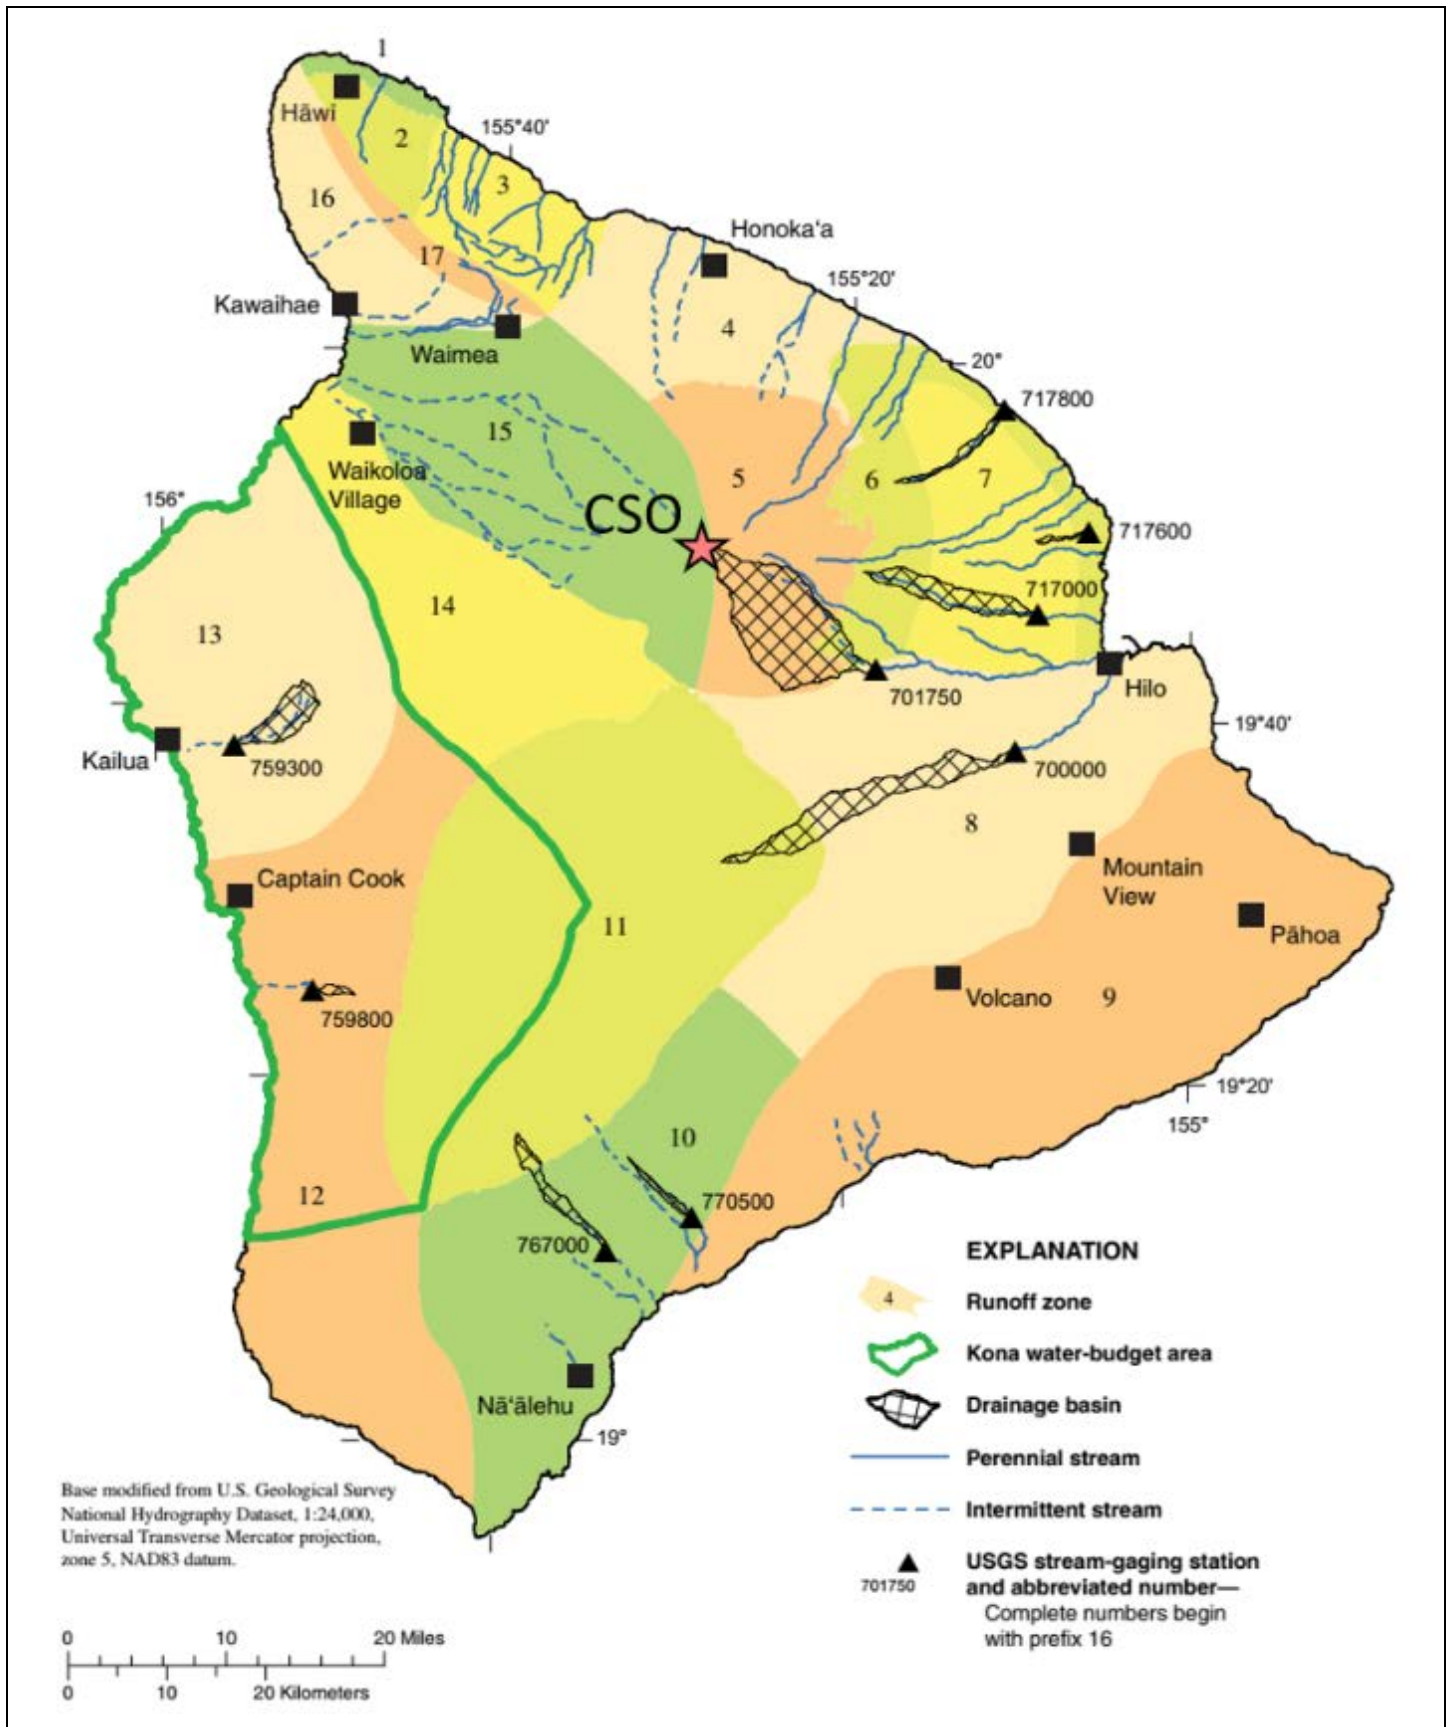 1
Hāwi
2
155°40'
3
16
Honokaʻa
17
155°20'
Kawaihae
4
Waimea
20°
717800
15
5
6
7
Waikoloa
Village
156°
CSO
717600
717000
14
13
Hilo
701750
19°40'
Kailua
759300
700000
8
Mountain
View
Captain Cook
11
Pāhoa
Volcano
9
759800
19°20'
155°
10
12
770500
767000
EXPLANATION
4
Runoff zone
Kona water-budget area
Drainage basin
Nāʻālehu
19°
Perennial stream
Intermittent stream
Base modified from U.S. Geological Survey
National Hydrography Dataset, 1:24,000,
Universal Transverse Mercator projection,
zone 5, NAD83 datum.
USGS stream-gaging station
701750 and abbreviated number—
Complete numbers begin
with prefix 16
0 10 20 Miles
0 10 20 Kilometers